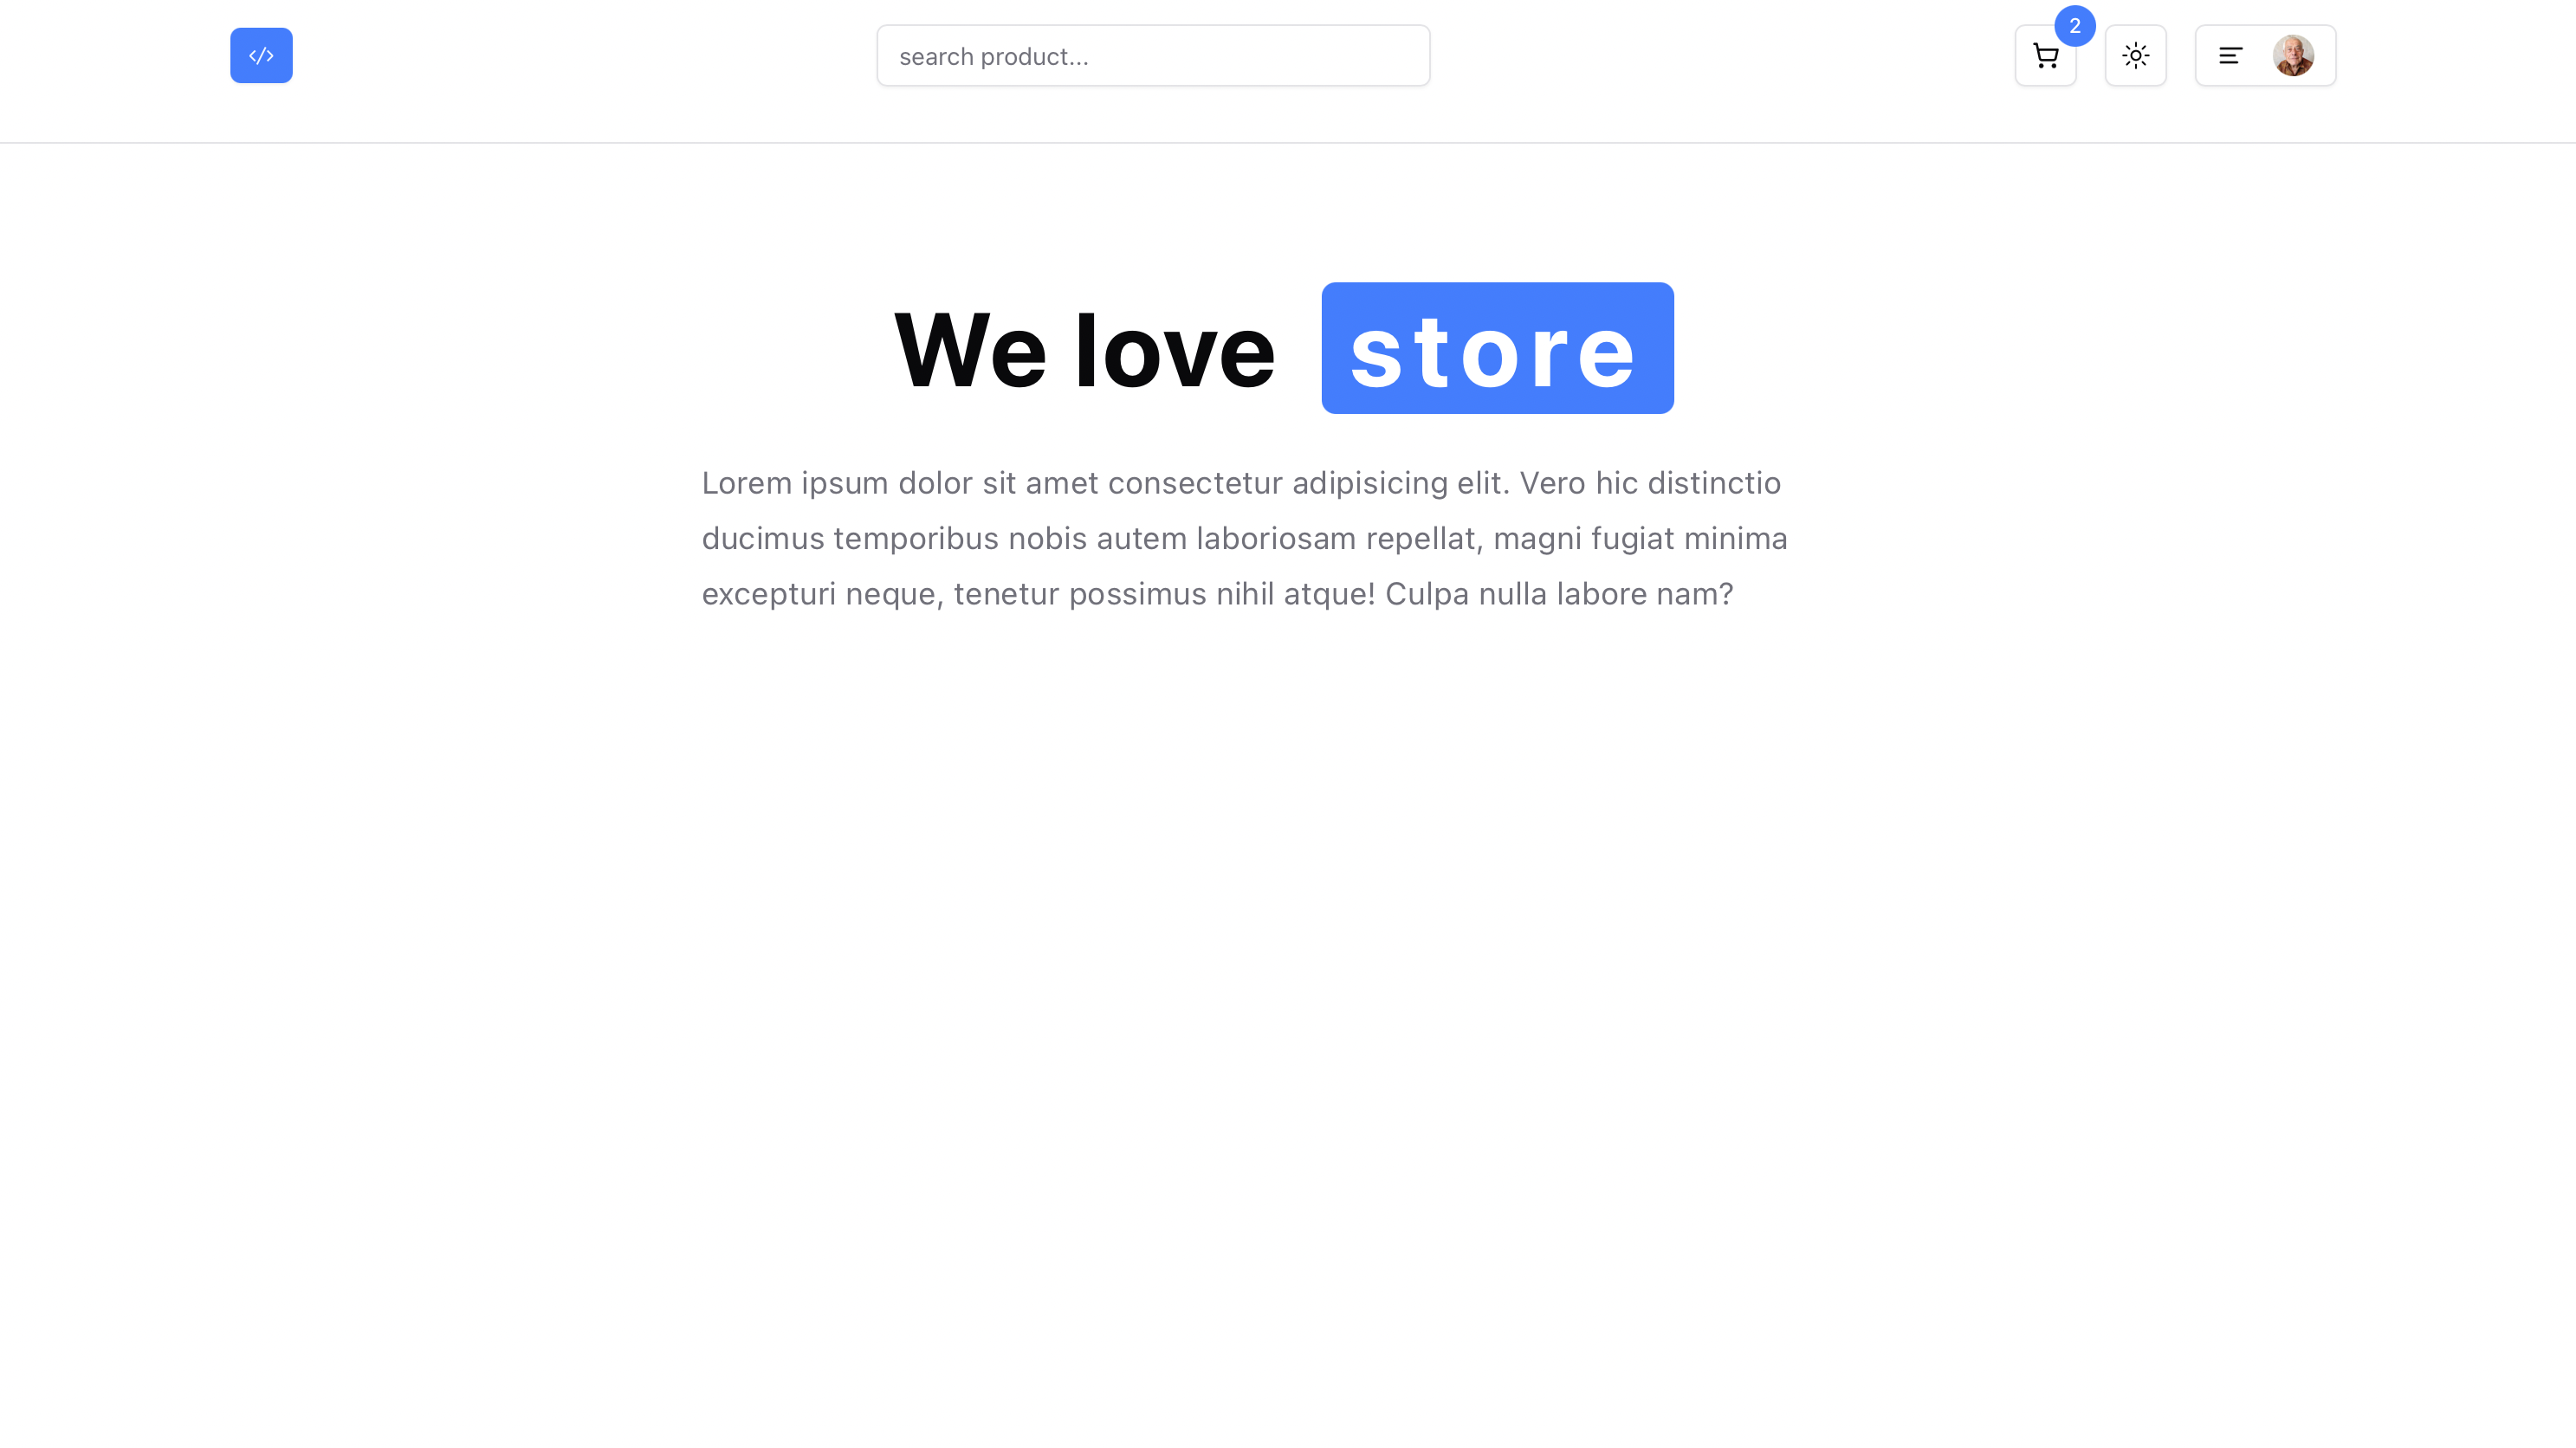 </>
search product...
2
We love store
Lorem ipsum dolor sit amet consectetur adipisicing elit. Vero hic distinctio
ducimus temporibus nobis autem laboriosam repellat, magni fugiat minima
excepturi neque, tenetur possimus nihil atque! Culpa nulla labore nam?